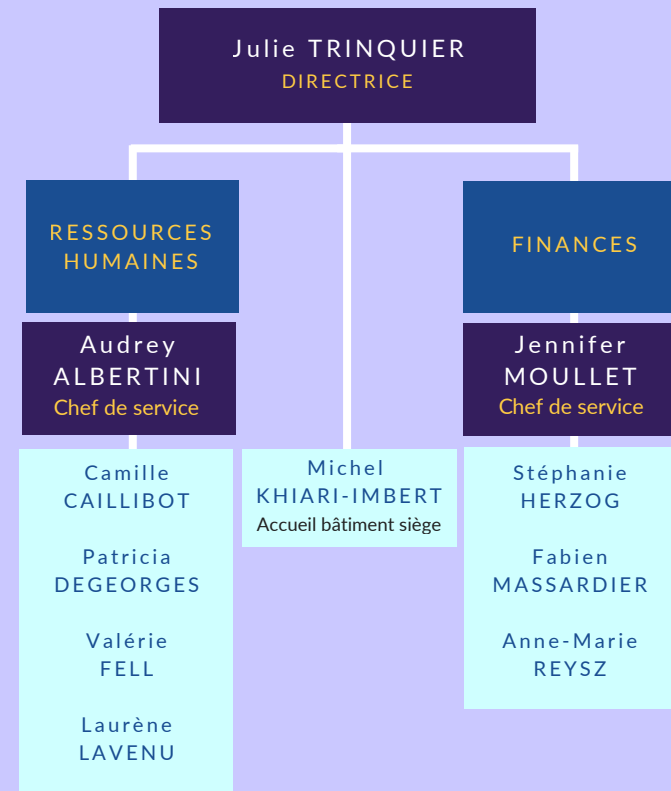 Julie TRINQUIER
DIRECTRICE
RESSOURCES
HUMAINES
Audrey
ALBERTINI
Chef de service
Camille
CAILLIBOT
Patricia
DEGEORGES
Valérie
FELL
Laurène
LAVENU
Michel
KHIARI-IMBERT
Accueil bâtiment siège
FINANCES
Jennifer
MOULLET
Chef de service
Stéphanie
HERZOG
Fabien
MASSARDIER
Anne-Marie
REYSZ